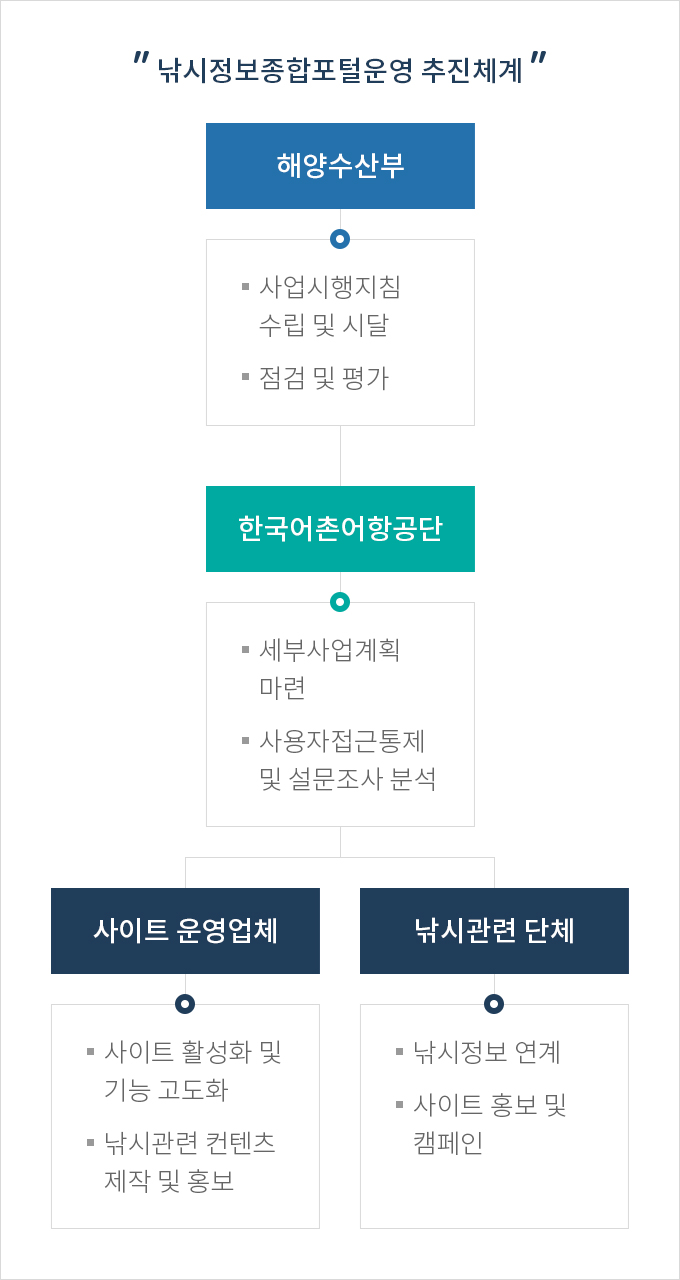 " 낚시정보종합포털운영 추진체계 "
해양수산부
사업시행지침
수립 및 시달
점검 및 평가
한국어촌어항공단
세부사업계획
마련
사용자접근통제
및 설문조사 분석
사이트 운영업체
낚시관련 단체
사이트 활성화 및
기능 고도화
낚시관련 컨텐츠
제작 및 홍보
낚시정보 연계
사이트 홍보 및
캠페인